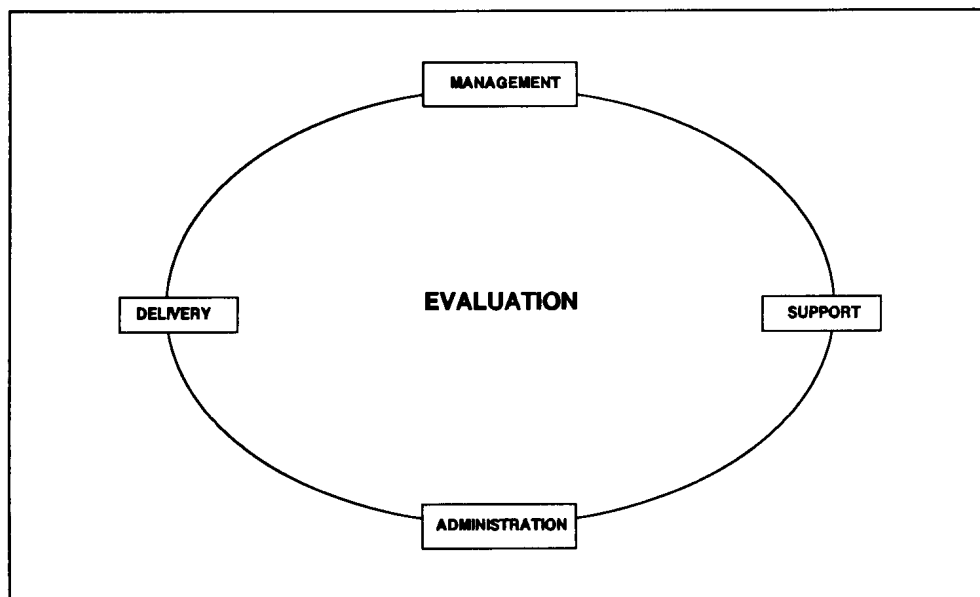 MANAGEMENT
DELIVERY
EVALUATION
SUPPORT
ADMINISTRATION